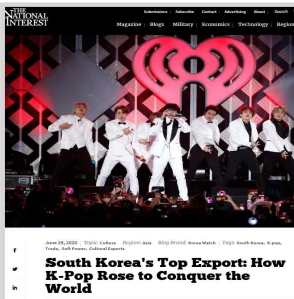 THE
NATIONAL
INTEREST
Submissions | Subscribe | Contact | Advertising | About | Search
Magazine | Blogs | Military | Economics | Technology | Region
June 29, 2020 | Topic: Culture Region: Asia Blog Brand: Korea Watch | Tags: South Korea, K-pop,
Trade, Soft Power, Cultural Exports
South Korea's Top Export: How
K-Pop Rose to Conquer the
World